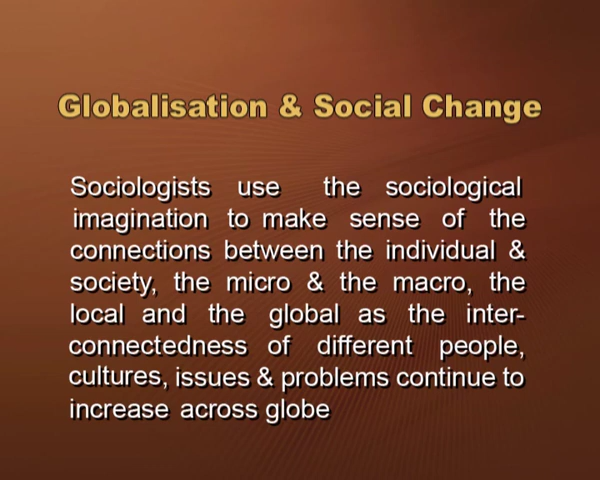 Globalisation & Social Change
Sociologists use the sociological
imagination to make sense of the
connections between the individual &
society, the micro & the macro, the
local and the global as the inter-
connectedness of different people,
cultures, issues & problems continue to
increase across globe